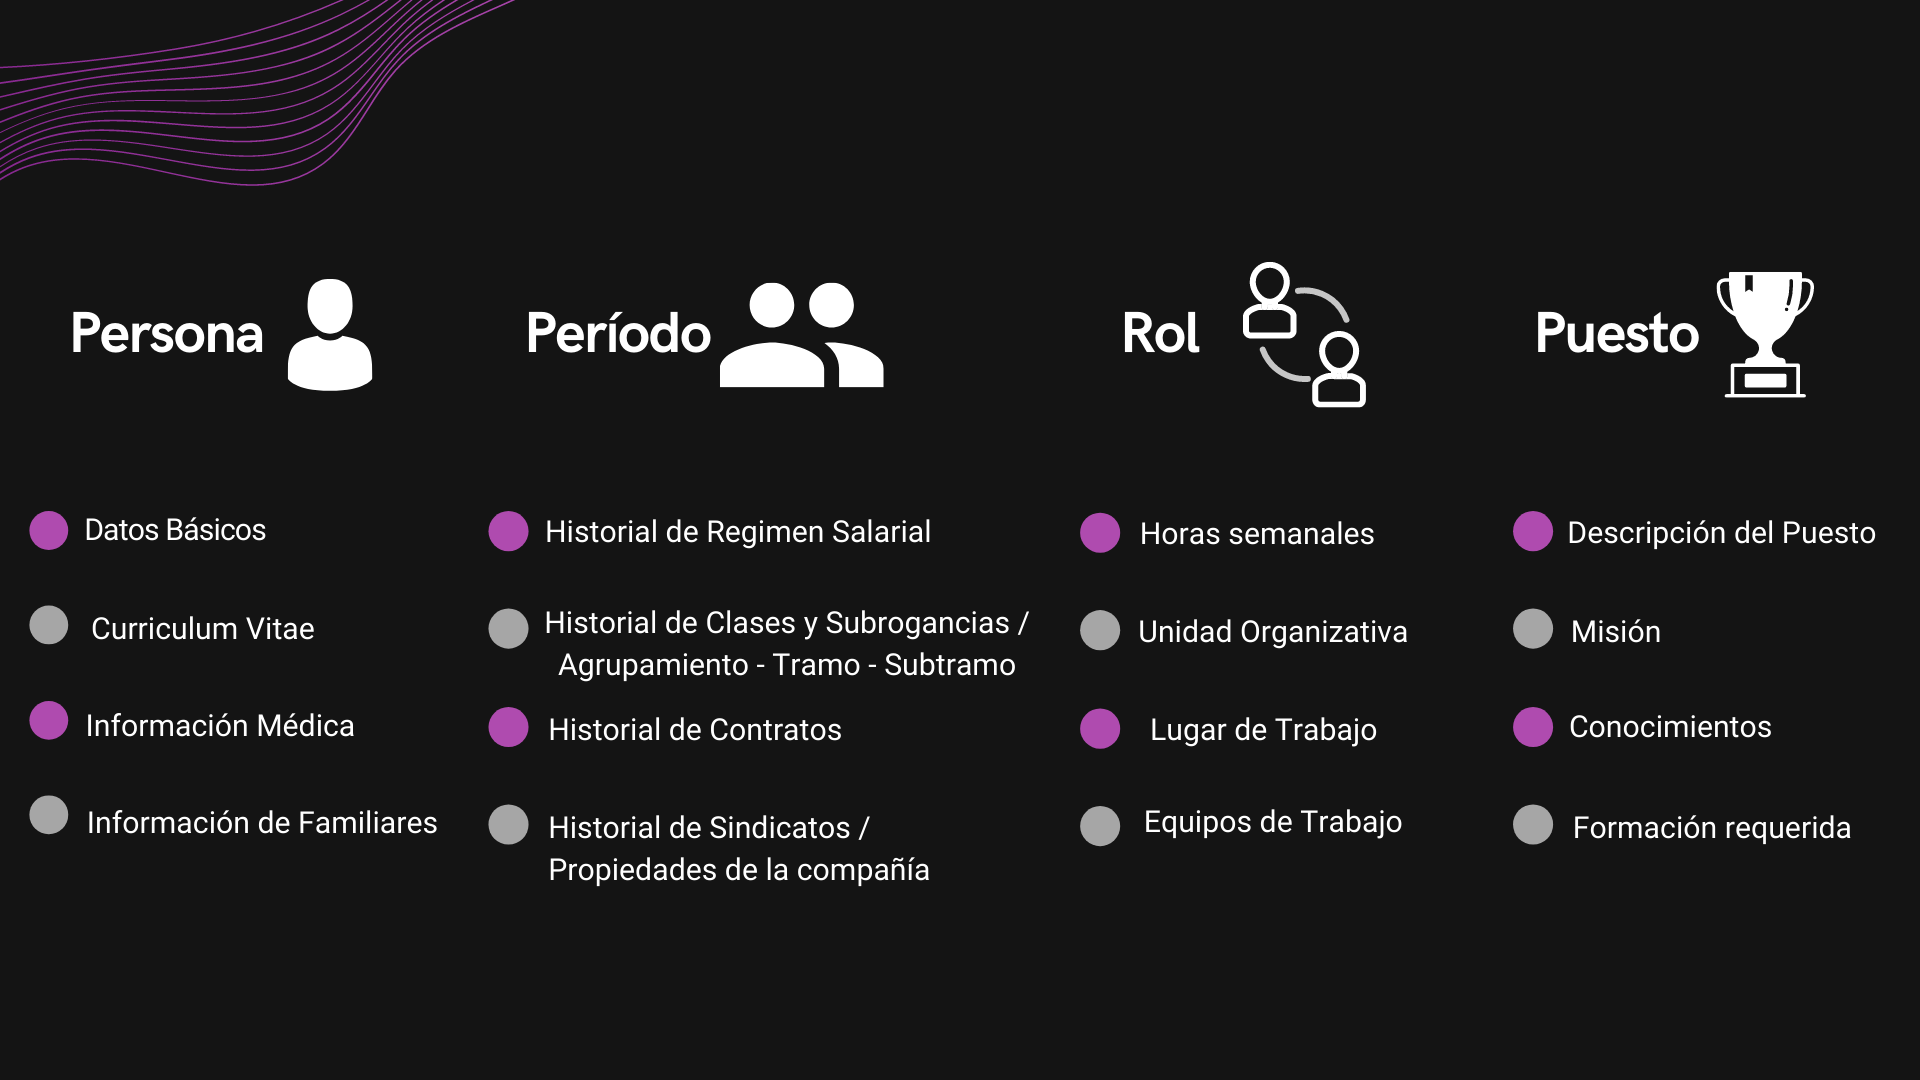 Persona
Datos Básicos
Curriculum Vitae
Información Médica
Información de Familiares
Período
Historial de Regimen Salarial
Historial de Clases y Subrogancias /
Agrupamiento - Tramo - Subtramo
Historial de Contratos
Historial de Sindicatos /
Propiedades de la compañía
Rol
Horas semanales
Unidad Organizativa
Lugar de Trabajo
Equipos de Trabajo
Puesto
Descripción del Puesto
Misión
Conocimientos
Formación requerida